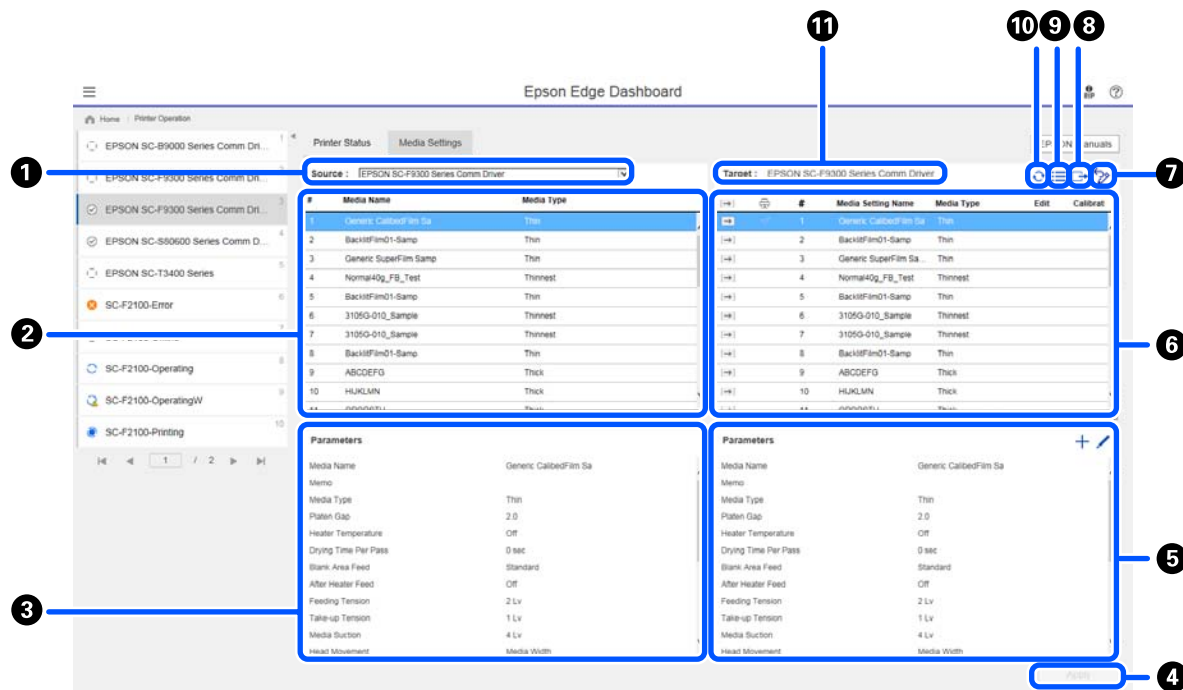 11
10 9 8
Epson Edge Dashboard
EIP
Home Printer Operation
EPSON SC-B9000 Series Comm Dri... 1
Printer Status Media Settings
EPSON SC-F9300 Series Comm Dri...
1 Source : EPSON SC-F9300 Series Comm Driver
Target : EPSON SC-F9300 Series Comm Driver
7
# Media Name Media Type
# Media Setting Name Media Type Edit Calibrat
EPSON SC-F9300 Series Comm Dri... 3
1 Generic CalibedFilm Sa Thin
1 Generic CalibedFilm Sa Thin
EPSON SC-S80600 Series Comm D... 4
2 BacklitFilm01-Samp Thin
2 BacklitFilm01-Samp Thin
3 Generic SuperFilm Samp Thin
3 Generic SuperFilm Sa... Thin
EPSON SC-T3400 Series 5
4 Normal40g_FB_Test Thinnest
4 Normal40g_FB_Test Thinnest
5 BacklitFilm01-Samp Thin
5 BacklitFilm01-Samp Thin
SC-F2100-Error 6
6 3105G-010_Sample Thinnest
6 3105G-010_Sample Thinnest
2
7 3105G-010_Sample Thinnest
7 3105G-010_Sample Thinnest
6
8 BacklitFilm01-Samp Thin
8 BacklitFilm01-Samp Thin
SC-F2100-Operating 8
9 ABCDEFG Thick
9 ABCDEFG Thick
10 HIJKLMN Thick
10 HIJKLMN Thick
SC-F2100-OperatingW 9
SC-F2100-Printing 10
1 / 2
Parameters
Parameters
Media Name Generic CalibedFilm Sa
Media Name Generic CalibedFilm Sa
Memo
Memo
Media Type Thin
Media Type Thin
Platen Gap 2.0
Platen Gap 2.0
Heater Temperature Off
Heater Temperature Off
Drying Time Per Pass 0 sec
Drying Time Per Pass 0 sec
5
Blank Area Feed Standard
Blank Area Feed Standard
After Heater Feed Off
After Heater Feed Off
3
Feeding Tension 2 Lv
Feeding Tension 2 Lv
Take-up Tension 1 Lv
Take-up Tension 1 Lv
Media Suction 4 Lv
Media Suction 4 Lv
Head Movement Media Width
Head Movement Media Width
Apply
4